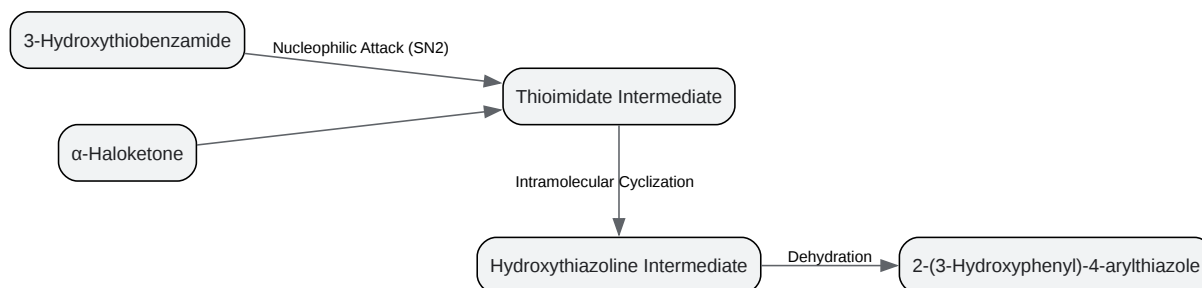 3-Hydroxythiobenzamide
Nucleophilic Attack (SN2)
Thioimidate Intermediate
α-Haloketone
Intramolecular Cyclization
Hydroxythiazoline Intermediate
Dehydration
2-(3-Hydroxyphenyl)-4-arylthiazole